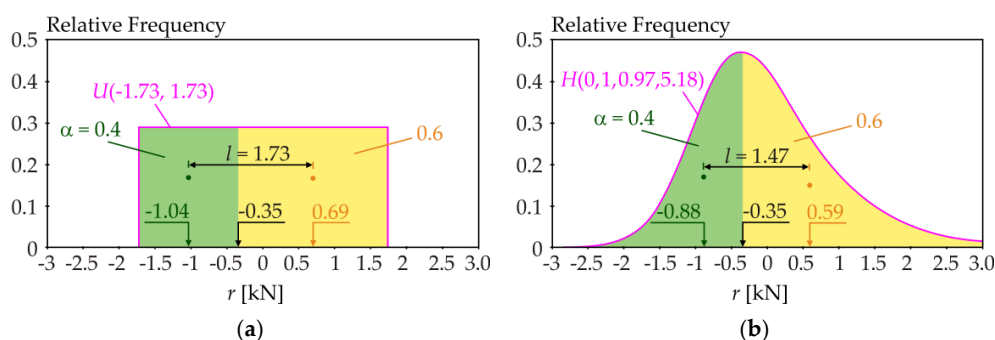 Relative Frequency
0.5
0.4
0.3
0.2
0.1
0
U(-1.73, 1.73)
α = 0.4
0.6
l = 1.73
-1.04
-0.35
0.69
-3 -2.5 -2 -1.5 -1 -0.5 0 0.5 1 1.5 2.0 2.5 3.0
r [kN]
(a)
Relative Frequency
0.5
0.4
0.3
0.2
0.1
0
H(0,1,0.97,5.18)
α = 0.4
0.6
l = 1.47
-0.88
-0.35
0.59
-3 -2.5 -2 -1.5 -1 -0.5 0 0.5 1 1.5 2.0 2.5 3.0
r [kN]
(b)